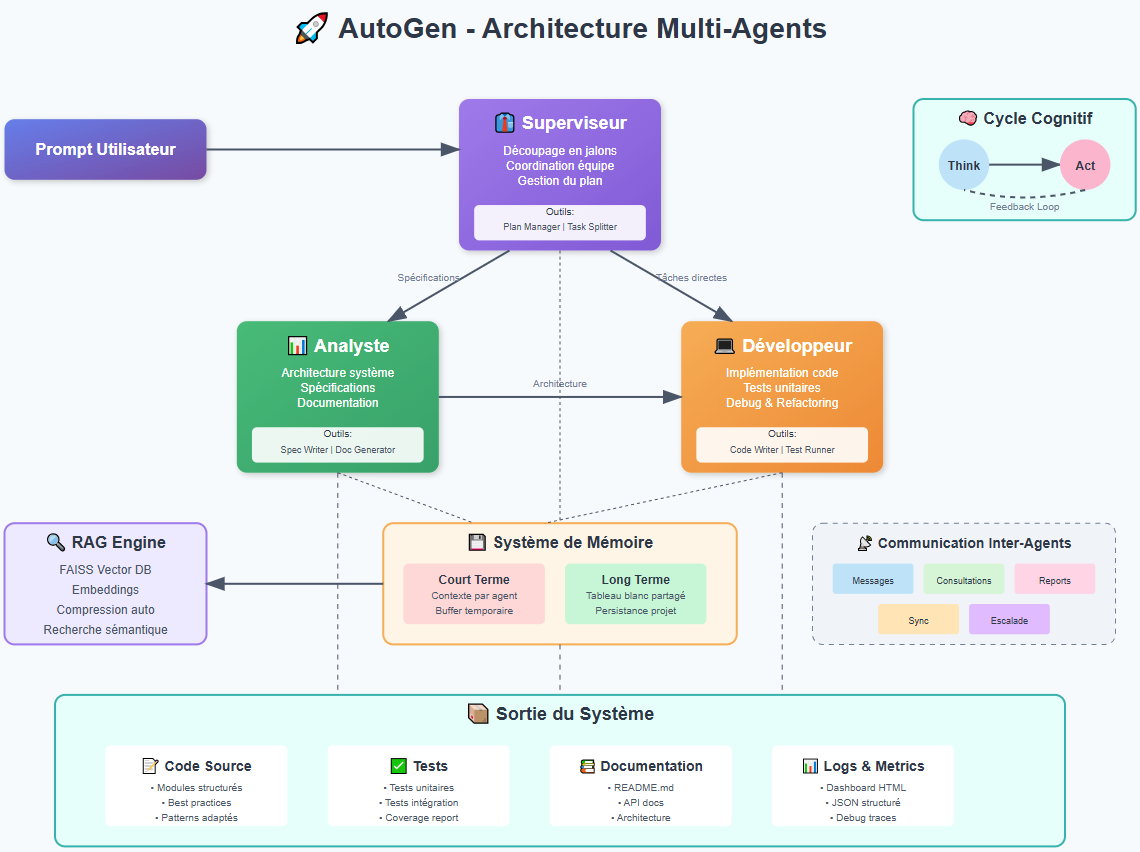 🚀 AutoGen - Architecture Multi-Agents
Prompt Utilisateur
👔 Superviseur
Découpage en jalons
Coordination équipe
Gestion du plan
Outils:
Plan Manager | Task Splitter
🧠 Cycle Cognitif
Think
Act
Feedback Loop
Spécifications
Tâches directes
📊 Analyste
Architecture système
Spécifications
Documentation
Outils:
Spec Writer | Doc Generator
Architecture
💻 Développeur
Implémentation code
Tests unitaires
Debug & Refactoring
Outils:
Code Writer | Test Runner
🔍 RAG Engine
FAISS Vector DB
Embeddings
Compression auto
Recherche sémantique
💾 Système de Mémoire
Court Terme
Contexte par agent
Buffer temporaire
Long Terme
Tableau blanc partagé
Persistance projet
📡 Communication Inter-Agents
Messages
Consultations
Reports
Sync
Escalade
📦 Sortie du Système
📝 Code Source
• Modules structurés
• Best practices
• Patterns adaptés
✅ Tests
• Tests unitaires
• Tests intégration
• Coverage report
📚 Documentation
• README.md
• API docs
• Architecture
📊 Logs & Metrics
• Dashboard HTML
• JSON structuré
• Debug traces